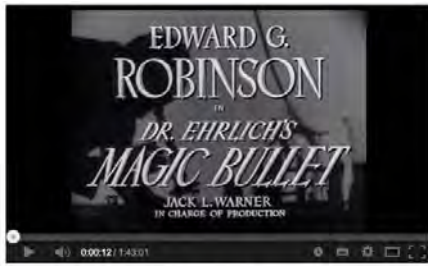 EDWARD G.
ROBINSON
IN
DR. EHRLICH'S
MAGIC BULLET
JACK L. WARNER
IN CHARGE OF PRODUCTION
0:00:12 / 1:43:01